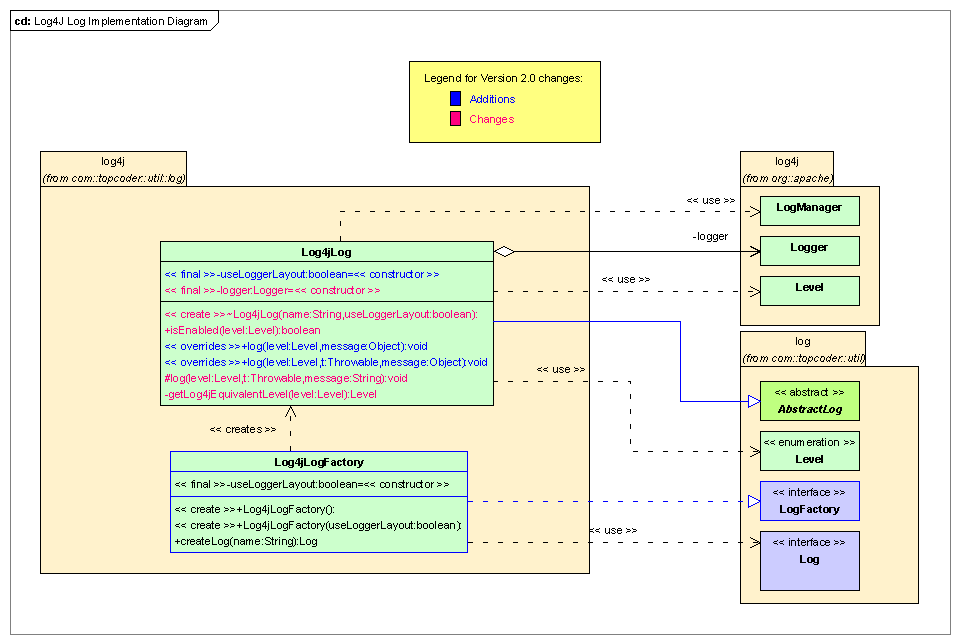 cd: Log4J Log Implementation Diagram
Legend for Version 2.0 changes:
Additions
Changes
log4j
(from com::topcoder::util::log)
Log4jLog
<< final >>-useLoggerLayout:boolean=<< constructor >>
<< final >>-logger:Logger=<< constructor >>
<< create >>~Log4jLog(name:String,useLoggerLayout:boolean):
+isEnabled(level:Level):boolean
<< overrides >>+log(level:Level,message:Object):void
<< overrides >>+log(level:Level,t:Throwable,message:Object):void
#log(level:Level,t:Throwable,message:String):void
-getLog4jEquivalentLevel(level:Level):Level
<< creates >>
Log4jLogFactory
<< final >>-useLoggerLayout:boolean=<< constructor >>
<< create >>+Log4jLogFactory():
<< create >>+Log4jLogFactory(useLoggerLayout:boolean):
+createLog(name:String):Log
<< use >>
-logger
<< use >>
<< use >>
<< use >>
log4j
(from org::apache)
LogManager
Logger
Level
log
(from com::topcoder::util)
<< abstract >>
AbstractLog
<< enumeration >>
Level
<< interface >>
LogFactory
<< interface >>
Log